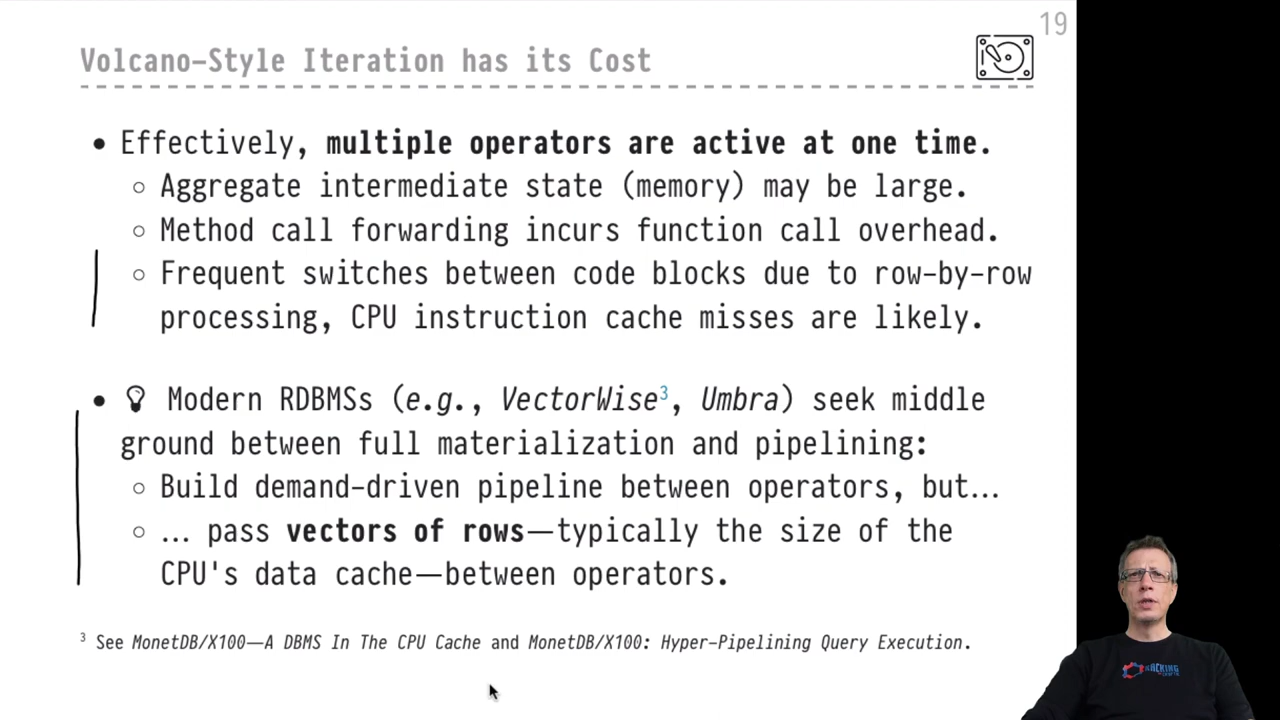 19
Volcano-Style Iteration has its Cost
• Effectively, multiple operators are active at one time.
○ Aggregate intermediate state (memory) may be large.
○ Method call forwarding incurs function call overhead.
○ Frequent switches between code blocks due to row-by-row
processing, CPU instruction cache misses are likely.
• 💡 Modern RDBMSs (e.g., VectorWise³, Umbra) seek middle
ground between full materialization and pipelining:
○ Build demand-driven pipeline between operators, but…
○ … pass vectors of rows—typically the size of the
CPU's data cache—between operators.
³ See MonetDB/X100—A DBMS In The CPU Cache and MonetDB/X100: Hyper-Pipelining Query Execution.